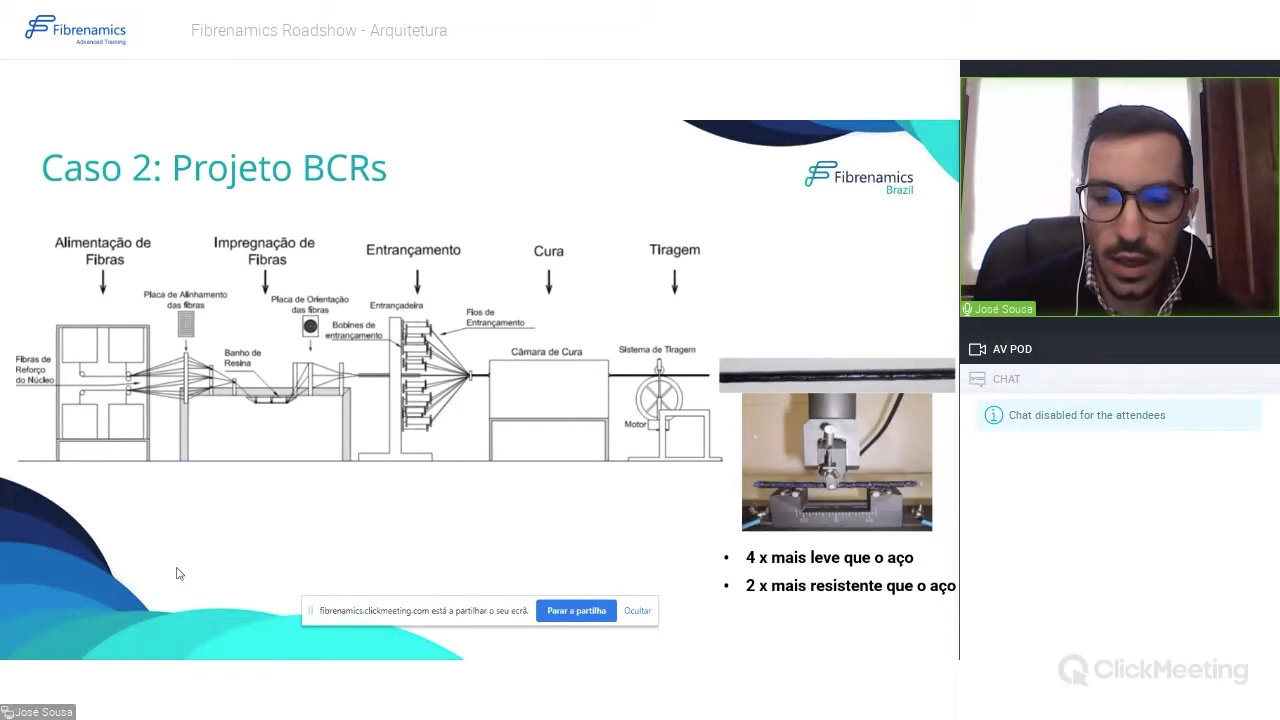 Fibrenamics
Advanced Training
Fibrenamics Roadshow - Arquitetura
Caso 2: Projeto BCRs
Fibrenamics
Brazil
Alimentação de
Fibras
Impregnação de
Fibras
Entrançamento
Cura
Tiragem
Placa de Alinhamento
das fibras
Placa de Orientação
das fibras
Entrançadeira
Bobines de
entrançamento
Fios de
Entrançamento
Fibras de
Reforço
do Núcleo
Banho de
Resina
Câmara de Cura
Sistema de Tiragem
Motor
4 x mais leve que o aço
2 x mais resistente que o aço
fibrenamics.clickmeeting.com está a partilhar o seu ecrã.
Parar a partilha
Ocultar
José Sousa
AV POD
CHAT
Chat disabled for the attendees
ClickMeeting
José Sousa